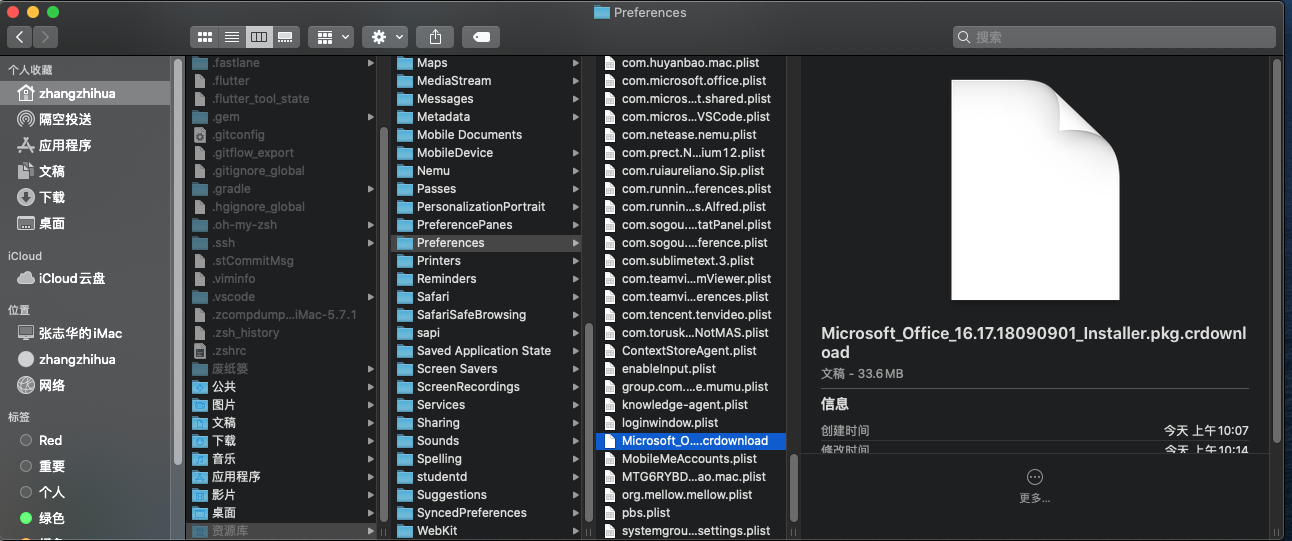 Preferences
搜索
个人收藏
zhangzhihua
隔空投送
应用程序
文稿
下载
桌面
iCloud
iCloud云盘
位置
张志华的iMac
zhangzhihua
网络
标签
Red
重要
个人
绿色
.fastlane
.flutter
.flutter_tool_state
.gem
.gitconfig
.gitflow_export
.gitignore_global
.gradle
.hgignore_global
.oh-my-zsh
.ssh
.stCommitMsg
.viminfo
.vscode
.zcompdump...iMac-5.7.1
.zsh_history
.zshrc
废纸篓
公共
图片
文稿
下载
音乐
应用程序
影片
桌面
资源库
Maps
MediaStream
Messages
Metadata
Mobile Documents
MobileDevice
Nemu
Passes
PersonalizationPortrait
PreferencePanes
Preferences
Printers
Reminders
Safari
SafariSafeBrowsing
sapi
Saved Application State
Screen Savers
ScreenRecordings
Services
Sharing
Sounds
Spelling
studentd
Suggestions
SyncedPreferences
WebKit
com.huyanbao.mac.plist
com.microsoft.office.plist
com.micros...t.shared.plist
com.micros...VSCode.plist
com.netease.nemu.plist
com.prect.N...ium12.plist
com.ruiaureliano.Sip.plist
com.runnin...ferences.plist
com.runnin...s.Alfred.plist
com.sogou....tatPanel.plist
com.sogou...ference.plist
com.sublimetext.3.plist
com.teamvi...mViewer.plist
com.teamvi...erences.plist
com.tencent.tenvideo.plist
com.torusk...NotMAS.plist
ContextStoreAgent.plist
enableInput.plist
group.com....e.mumu.plist
knowledge-agent.plist
loginwindow.plist
Microsoft_O....crdownload
MobileMeAccounts.plist
MTG6RYBD...ao.mac.plist
org.mellow.mellow.plist
pbs.plist
systemgrou...settings.plist
Microsoft_Office_16.17.18090901_Installer.pkg.crdownl
oad
文稿 - 33.6 MB
信息
创建时间 今天 上午10:07
修改时间 今天 上午10:14
更多...